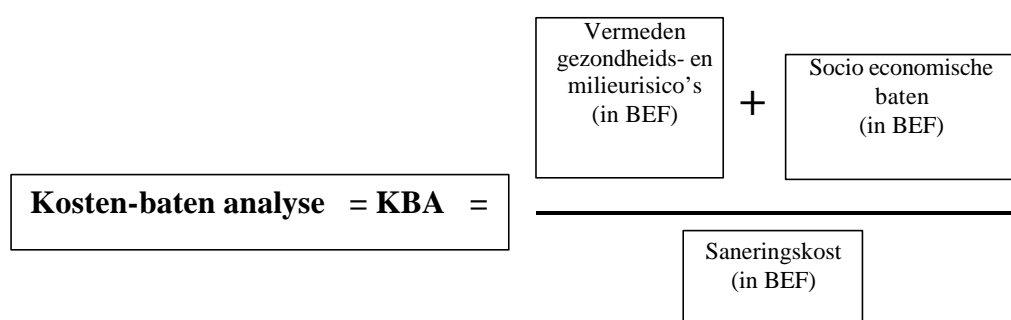 Vermeden
gezondheids- en
milieurisico's
(in BEF)
+
Socio economische
baten
(in BEF)
Kosten-baten analyse = KBA =
Saneringskost
(in BEF)